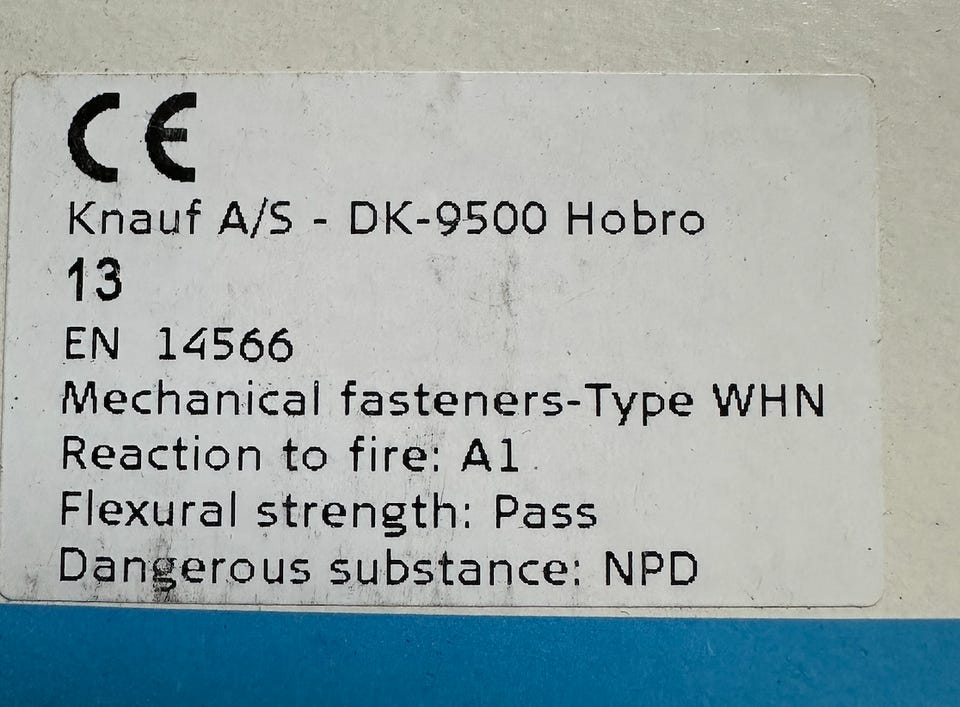 CE
Knauf A/S - DK-9500 Hobro
13
EN 14566
Mechanical fasteners-Type WHN
Reaction to fire: A1
Flexural strength: Pass
Dangerous substance: NPD